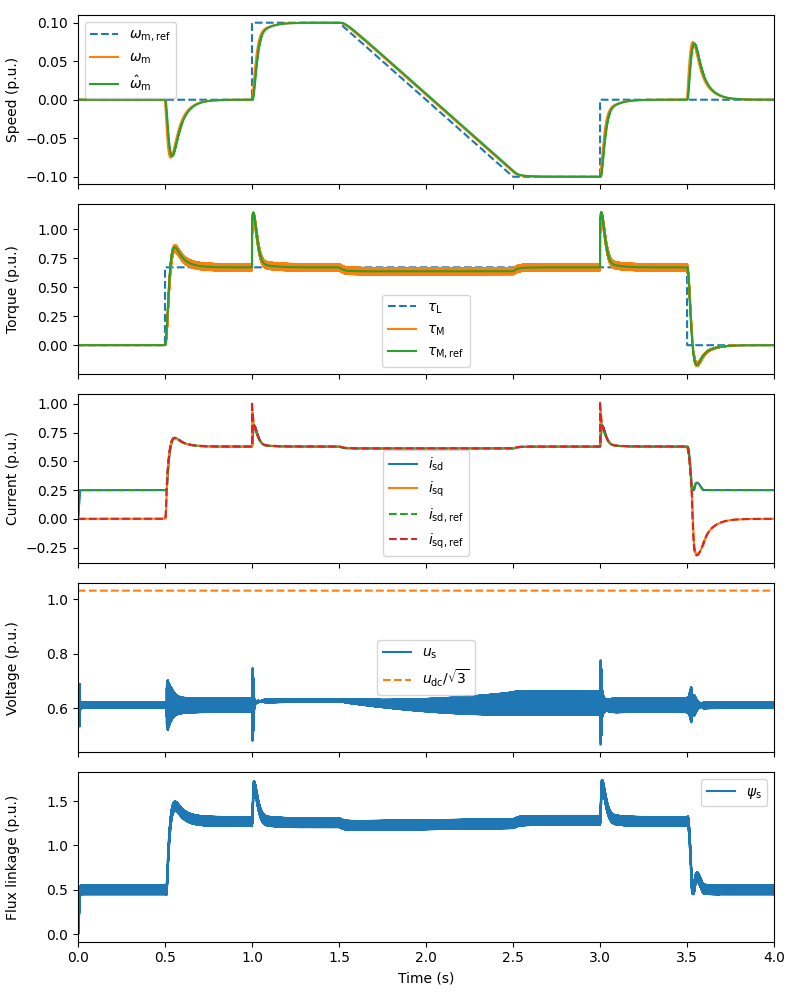 0.10
0.05
0.00
−0.05
−0.10
Speed (p.u.)
ω_m,ref
ω_m
ω̂_m
1.00
0.75
0.50
0.25
0.00
Torque (p.u.)
τ_L
τ_M
τ_M,ref
1.00
0.75
0.50
0.25
0.00
−0.25
Current (p.u.)
i_sd
i_sq
i_sd,ref
i_sq,ref
1.0
0.8
0.6
Voltage (p.u.)
u_s
u_dc/√3
1.5
1.0
0.5
0.0
Flux linkage (p.u.)
ψ_s
0.0 0.5 1.0 1.5 2.0 2.5 3.0 3.5 4.0
Time (s)